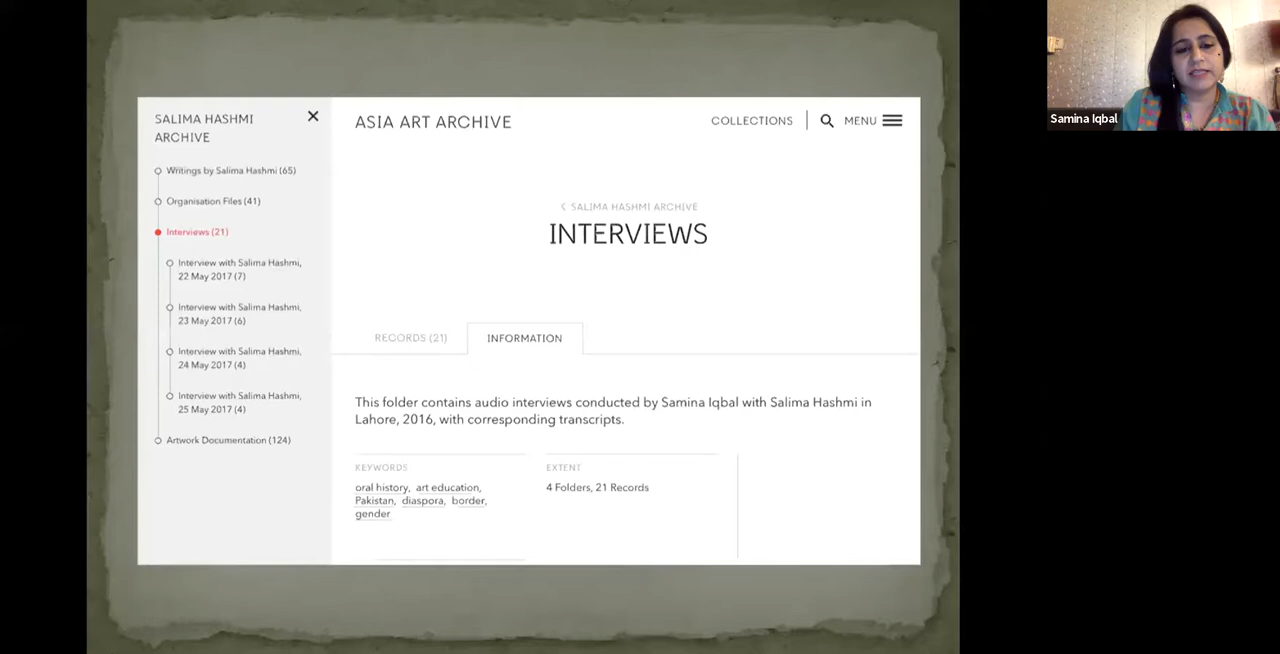 SALIMA HASHMI
ARCHIVE
Writings by Salima Hashmi (65)
Organisation Files (41)
Interviews (21)
Interview with Salima Hashmi,
22 May 2017 (7)
Interview with Salima Hashmi,
23 May 2017 (6)
Interview with Salima Hashmi,
24 May 2017 (4)
Interview with Salima Hashmi,
25 May 2017 (4)
Artwork Documentation (124)
ASIA ART ARCHIVE
COLLECTIONS
MENU
SALIMA HASHMI ARCHIVE
INTERVIEWS
RECORDS (21)
INFORMATION
This folder contains audio interviews conducted by Samina Iqbal with Salima Hashmi in
Lahore, 2016, with corresponding transcripts.
KEYWORDS
oral history, art education,
Pakistan, diaspora, border,
gender
EXTENT
4 Folders, 21 Records
Samina Iqbal